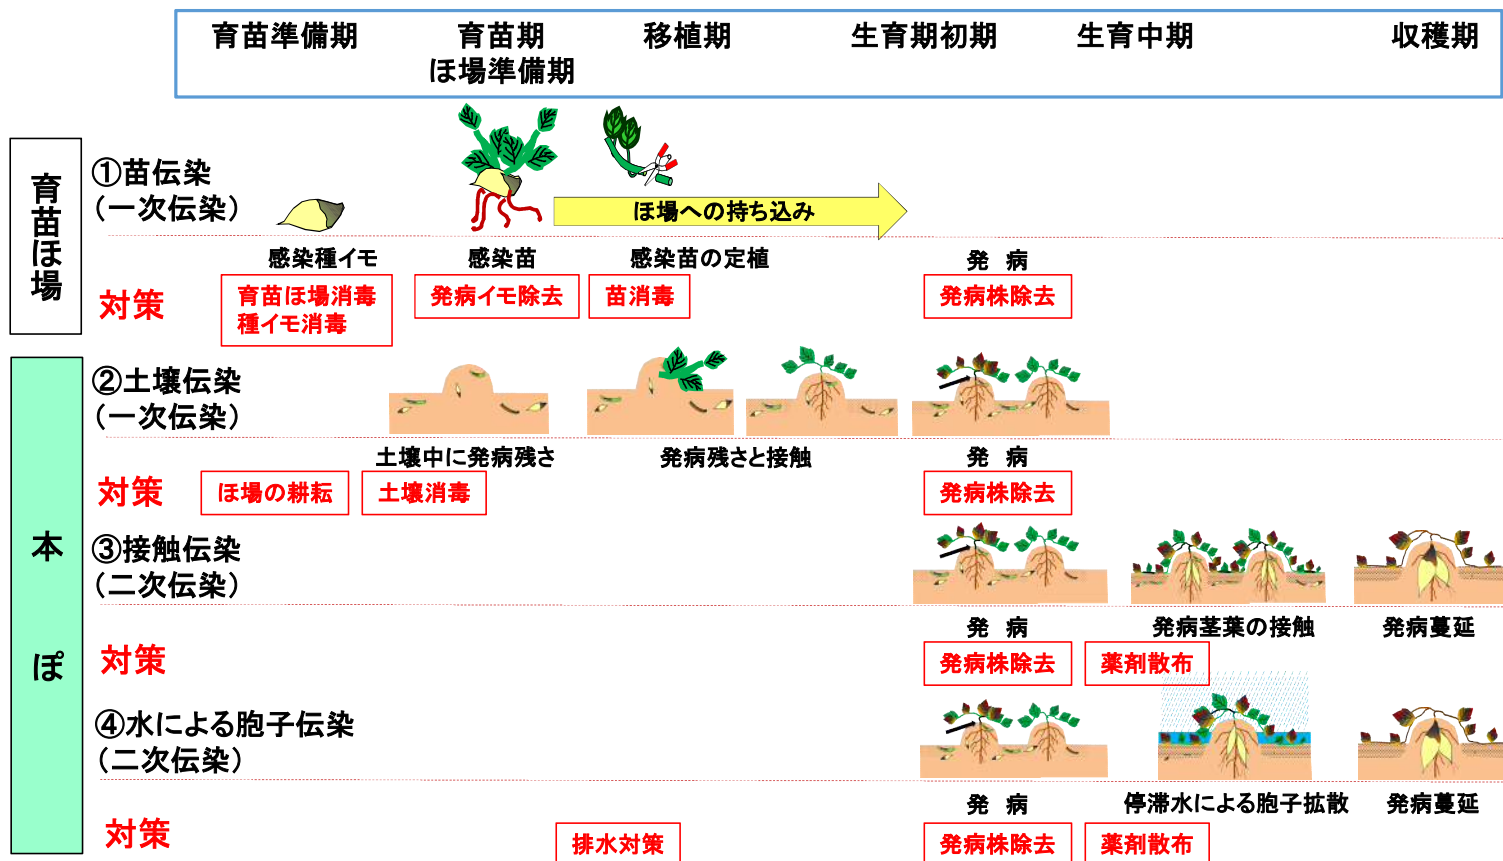 育苗準備期
育苗期
ほ場準備期
移植期
生育期初期
生育中期
収穫期
育苗ほ場
①苗伝染
(一次伝染)
ほ場への持ち込み
感染種イモ
感染苗
感染苗の定植
発 病
対策
育苗ほ場消毒
種イモ消毒
発病イモ除去
苗消毒
発病株除去
本ぽ
②土壌伝染
(一次伝染)
土壌中に発病残さ
発病残さと接触
発 病
対策
ほ場の耕耘
土壌消毒
発病株除去
③接触伝染
(二次伝染)
発 病
発病茎葉の接触
発病蔓延
対策
発病株除去
薬剤散布
④水による胞子伝染
(二次伝染)
発 病
停滞水による胞子拡散
発病蔓延
対策
排水対策
発病株除去
薬剤散布